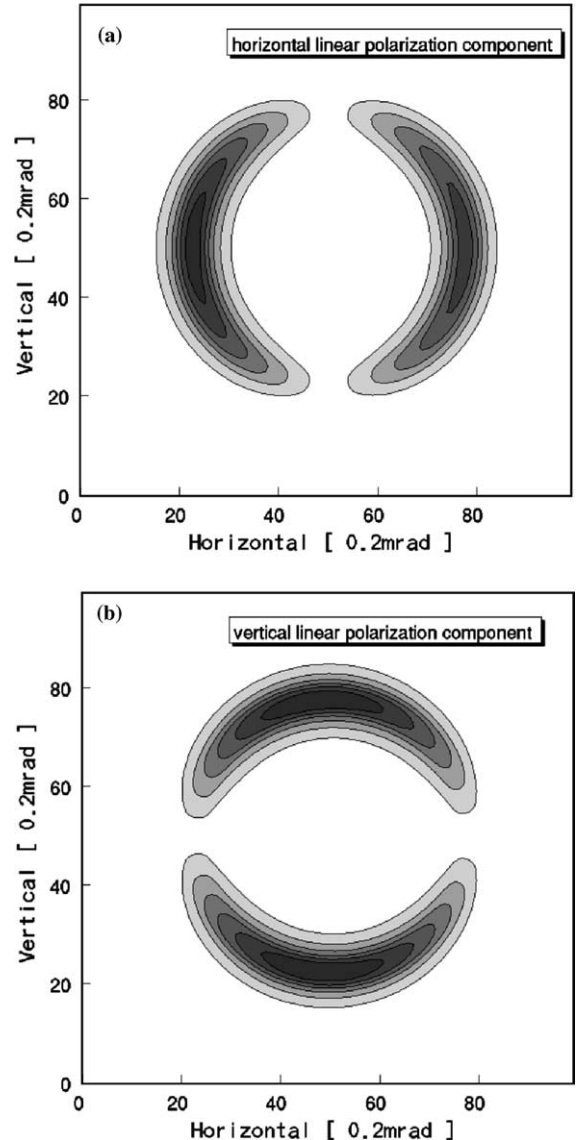 (a)
horizontal linear polarization component
80
60
40
20
0
Vertical [ 0.2mrad ]
20 40 60 80
Horizontal [ 0.2mrad ]
(b)
vertical linear polarization component
80
60
40
20
0
Vertical [ 0.2mrad ]
0 20 40 60 80
Horizontal [ 0.2mrad ]